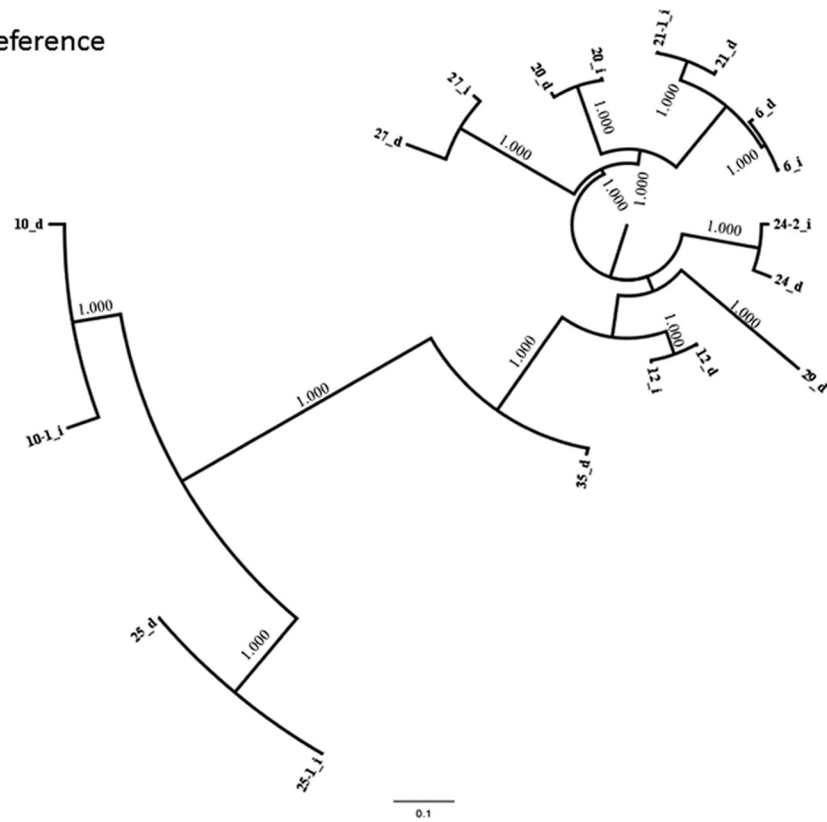 eference
21-1_i
21_d
20_i
20_d
27_i
27_d
1.000
1.000
6_d
1.000
1.000
6_i
1.000
1.000
10_d
1.000
24-2_i
24_d
1.000
1.000
1.000
12_d
12_i
29_d
1.000
1.000
10-1_i
35_d
25_d
1.000
25-1_i
0.1